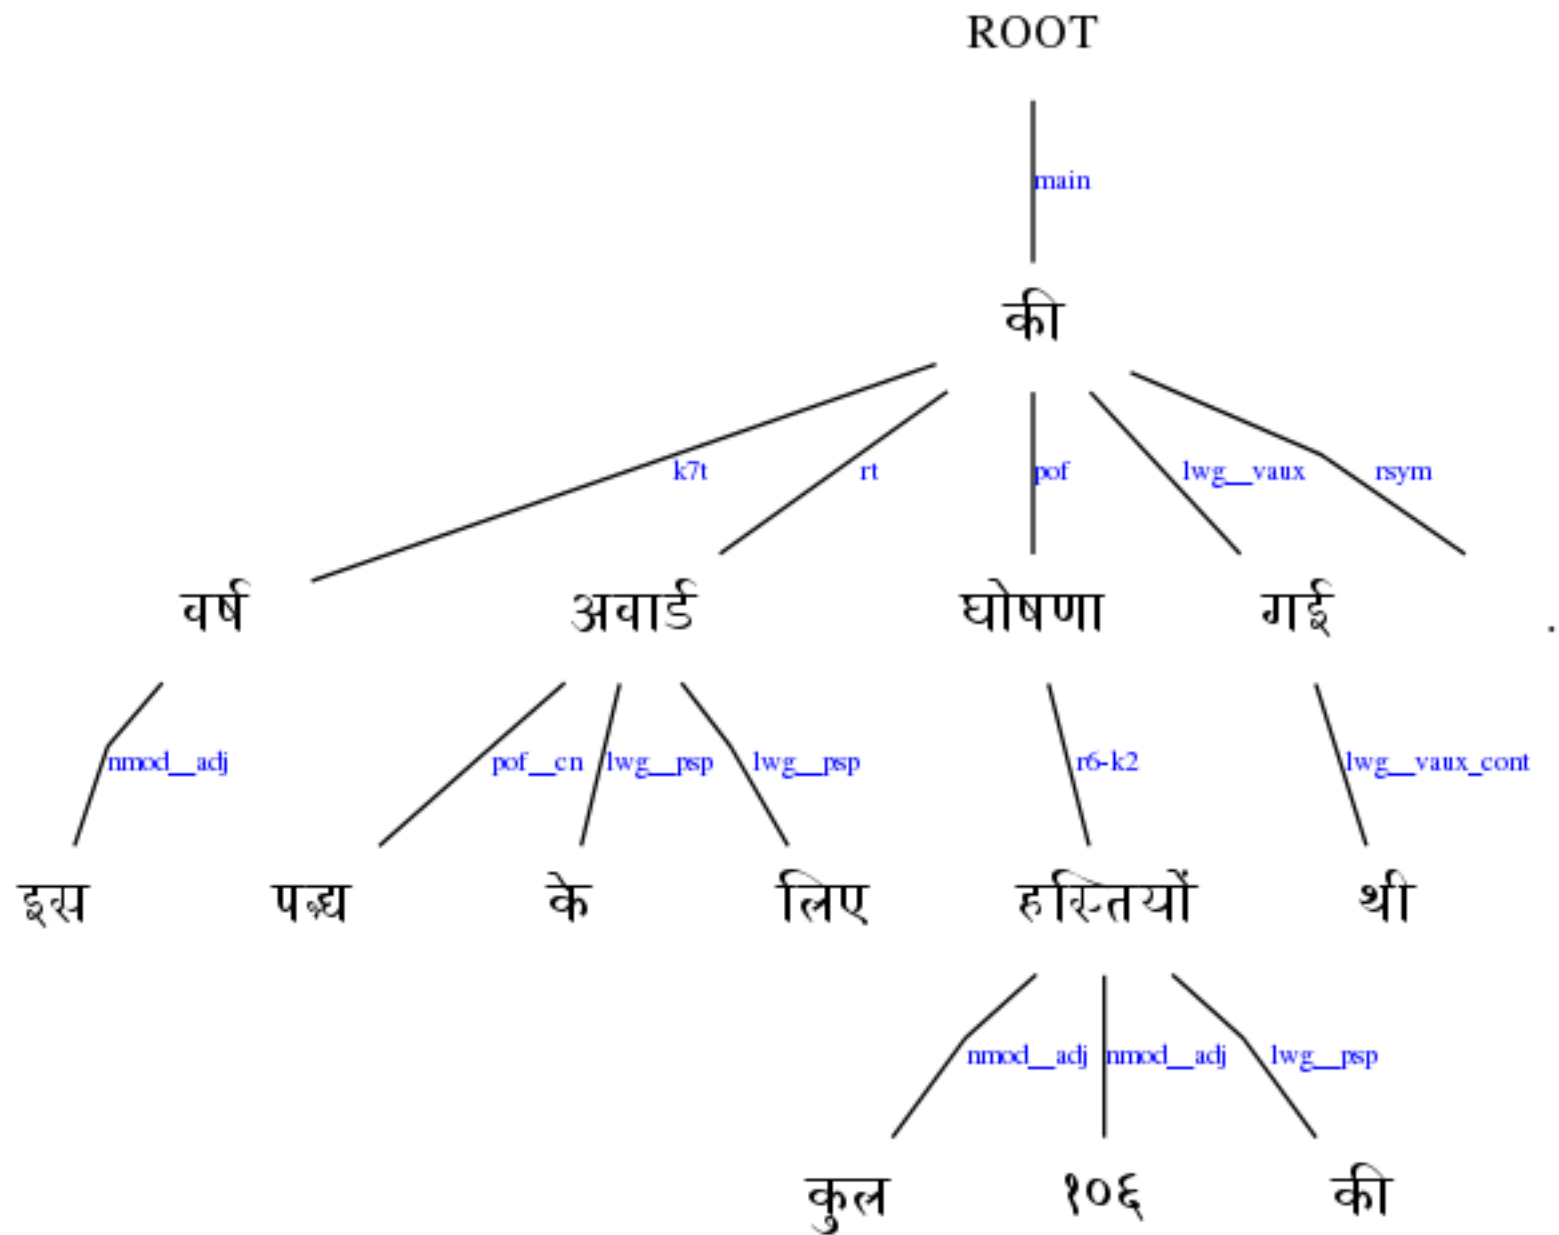 ROOT
main
की
k7t rt pof lwg__vaux rsym
वर्ष अवार्ड घोषणा गई .
nmod__adj pof__cn lwg__psp lwg__psp r6-k2 lwg__vaux_cont
इस पद्म के लिए हस्तियों थी
nmod__adj nmod__adj lwg__psp
कुल १०६ की